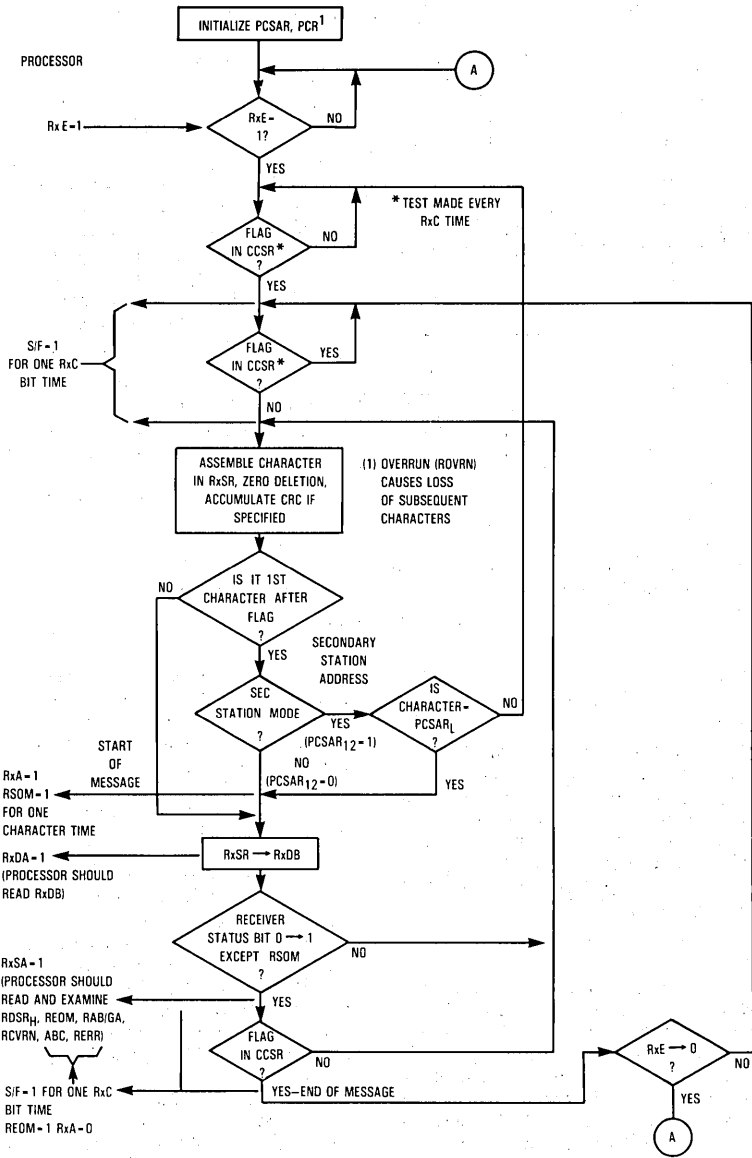 INITIALIZE PCSAR, PCR1
PROCESSOR
A
RxE=1
RxE=
1?
NO
YES
* TEST MADE EVERY
RxC TIME
FLAG
IN CCSR*
?
NO
YES
S/F=1
FOR ONE RxC
BIT TIME
FLAG
IN CCSR*
?
YES
NO
ASSEMBLE CHARACTER
IN RxSR, ZERO DELETION,
ACCUMULATE CRC IF
SPECIFIED
(1) OVERRUN (ROVRN)
CAUSES LOSS
OF SUBSEQUENT
CHARACTERS
NO
IS IT 1ST
CHARACTER AFTER
FLAG
?
YES
SECONDARY
STATION
ADDRESS
SEC
STATION MODE
?
YES
(PCSAR12=1)
IS
CHARACTER=
PCSARL
?
NO
YES
NO
(PCSAR12=0)
START
OF
MESSAGE
RxA=1
RSOM=1
FOR ONE
CHARACTER TIME
RxSR → RxDB
RxDA=1
(PROCESSOR SHOULD
READ RxDB)
RECEIVER
STATUS BIT 0 → 1
EXCEPT RSOM
?
NO
YES
RxSA=1
(PROCESSOR SHOULD
READ AND EXAMINE
RDSRH, REOM, RAB/GA,
RCVRN, ABC, RERR)
FLAG
IN CCSR
?
NO
YES–END OF MESSAGE
S/F=1 FOR ONE RxC
BIT TIME
REOM=1 RxA=0
RxE → 0
?
NO
YES
A